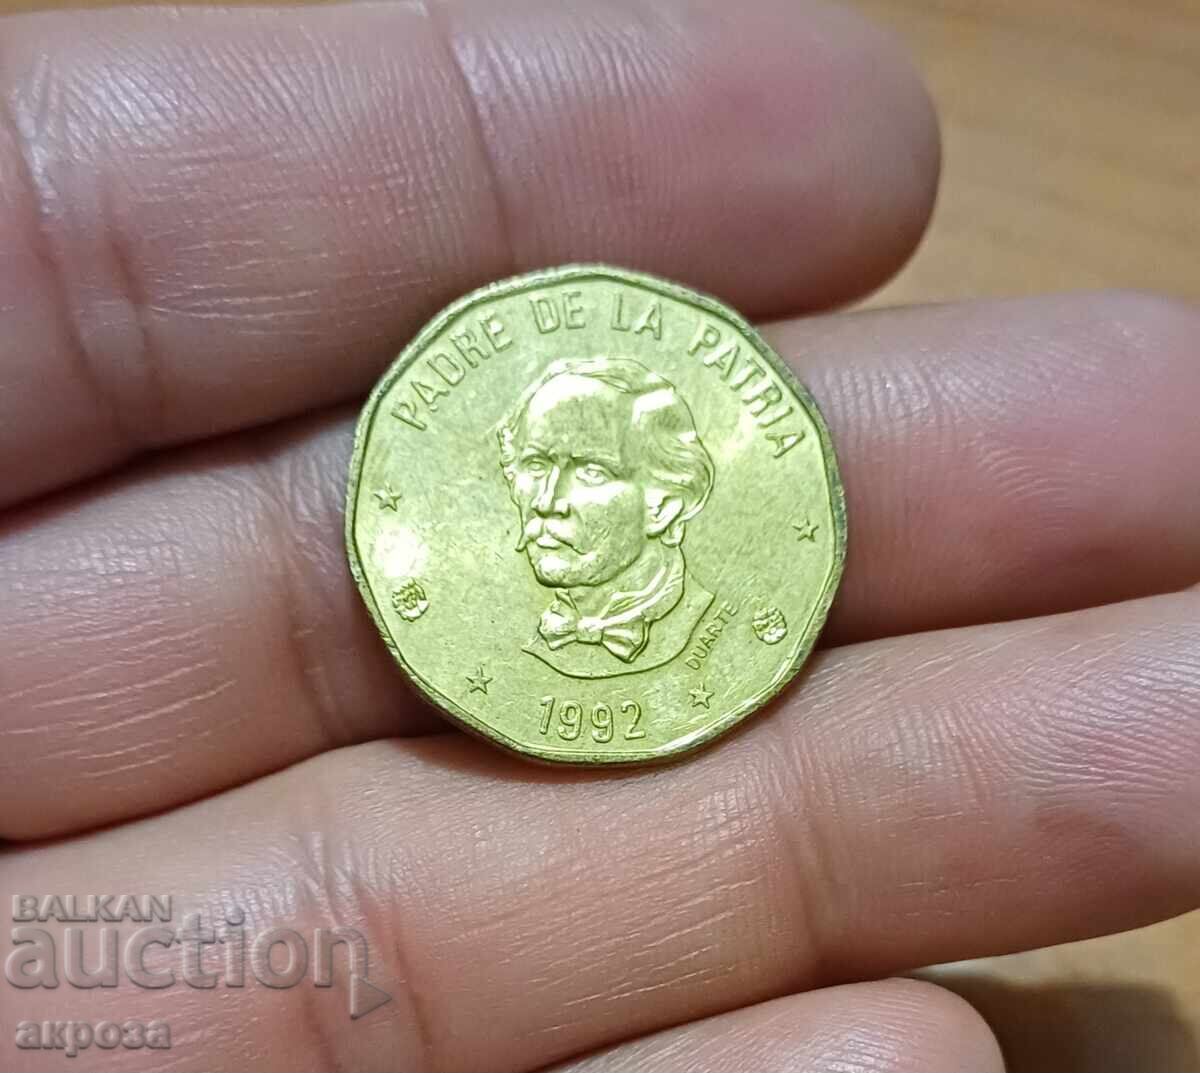 PADRE DE LA PATRIA
DUARTE
1992
BALKAN
auction
акроза